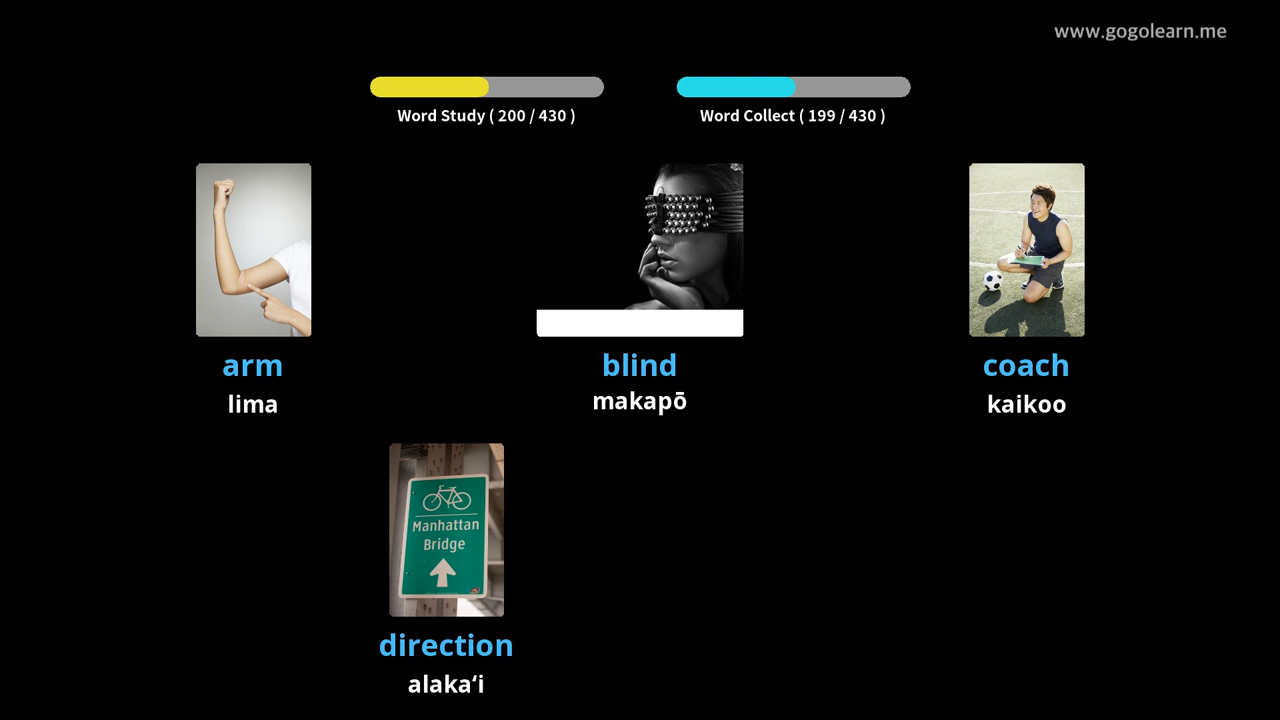 www.gogolearn.me
Word Study ( 200 / 430 )
Word Collect ( 199 / 430 )
arm
lima
blind
makapō
coach
kaikoo
Manhattan
Bridge
direction
alakaʻi